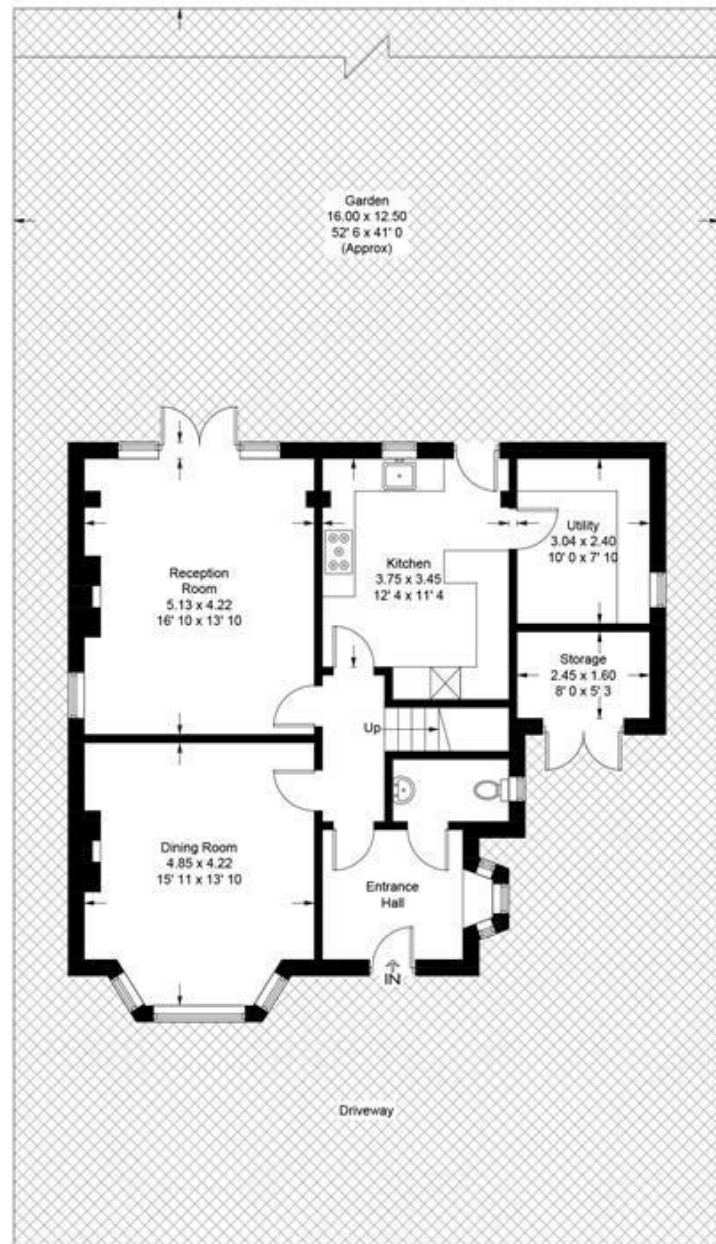 Garden
16.00 x 12.50
52' 6 x 41' 0
(Approx)
Utility
3.04 x 2.40
10' 0 x 7' 10
Kitchen
3.75 x 3.45
12' 4 x 11' 4
Reception
Room
5.13 x 4.22
16' 10 x 13' 10
Storage
2.45 x 1.60
8' 0 x 5' 3
Up
Dining Room
4.85 x 4.22
15' 11 x 13' 10
Entrance
Hall
IN
Driveway